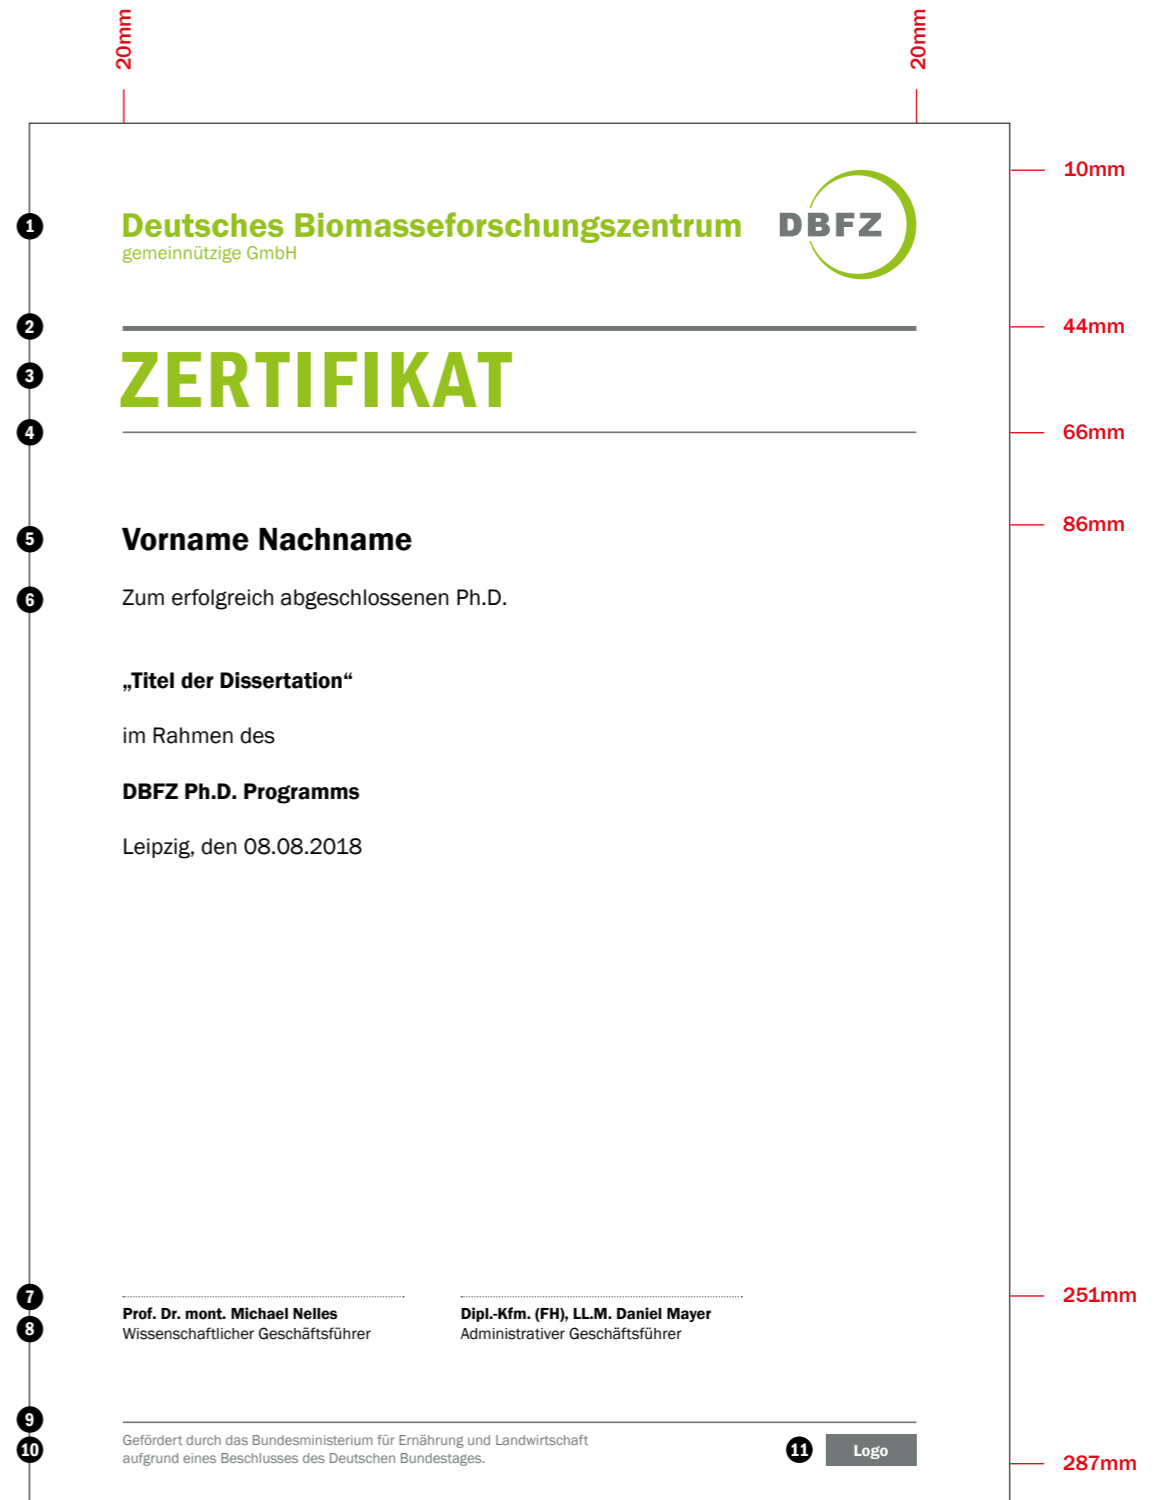 20mm 20mm
10mm
1 Deutsches Biomasseforschungszentrum DBFZ
gemeinnützige GmbH
2 44mm
3 ZERTIFIKAT
4 66mm
86mm
5 Vorname Nachname
6 Zum erfolgreich abgeschlossenen Ph.D.
„Titel der Dissertation“
im Rahmen des
DBFZ Ph.D. Programms
Leipzig, den 08.08.2018
7 251mm
Prof. Dr. mont. Michael Nelles Dipl.-Kfm. (FH), LL.M. Daniel Mayer
8 Wissenschaftlicher Geschäftsführer Administrativer Geschäftsführer
9
10 Gefördert durch das Bundesministerium für Ernährung und Landwirtschaft
aufgrund eines Beschlusses des Deutschen Bundestages.
11 Logo
287mm